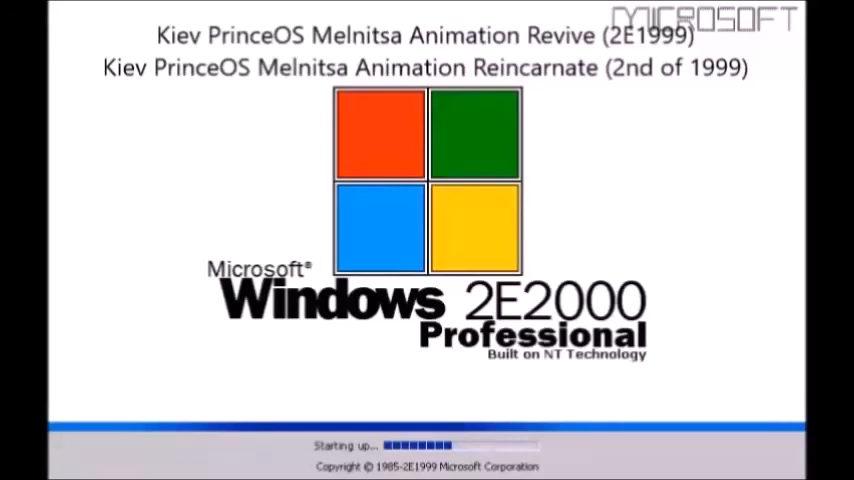 MICROSOFT
Kiev PrinceOS Melnitsa Animation Revive (2E1999)
Kiev PrinceOS Melnitsa Animation Reincarnate (2nd of 1999)
Microsoft®
Windows 2E2000
Professional
Built on NT Technology
Starting up...
Copyright © 1985-2E1999 Microsoft Corporation